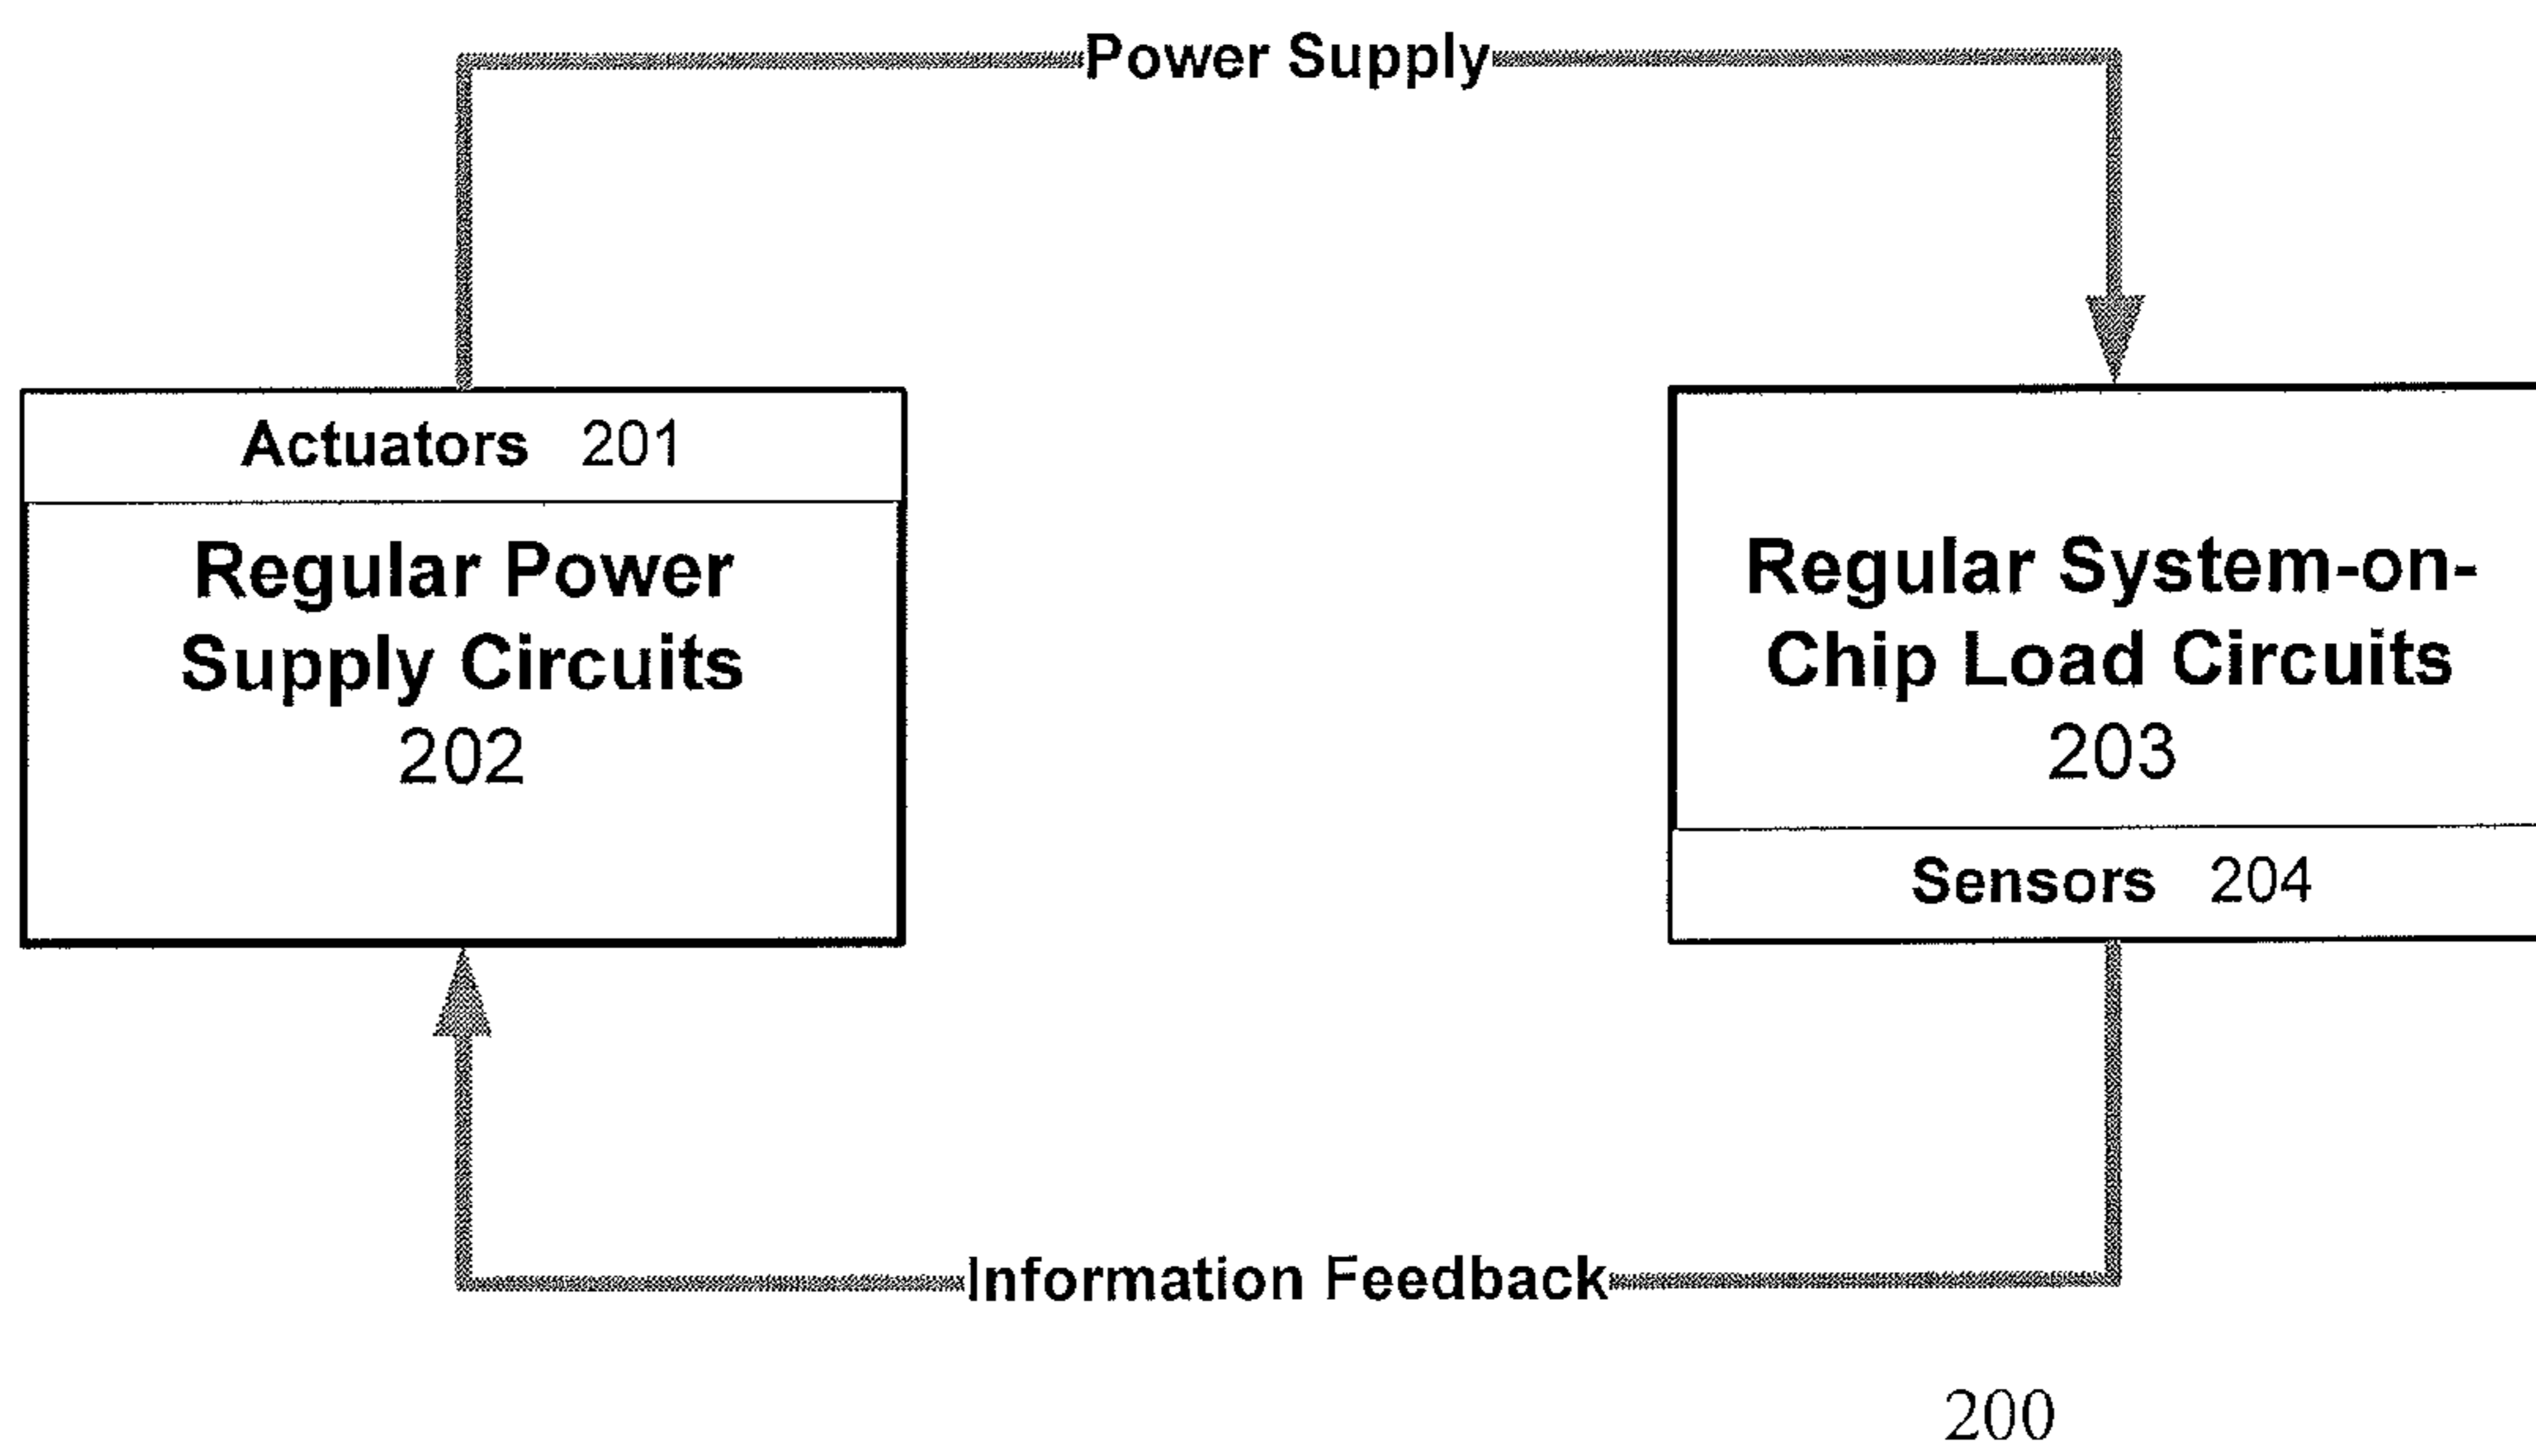 Power Supply
Actuators 201
Regular Power
Supply Circuits
202
Regular System-on-
Chip Load Circuits
203
Sensors 204
Information Feedback
200